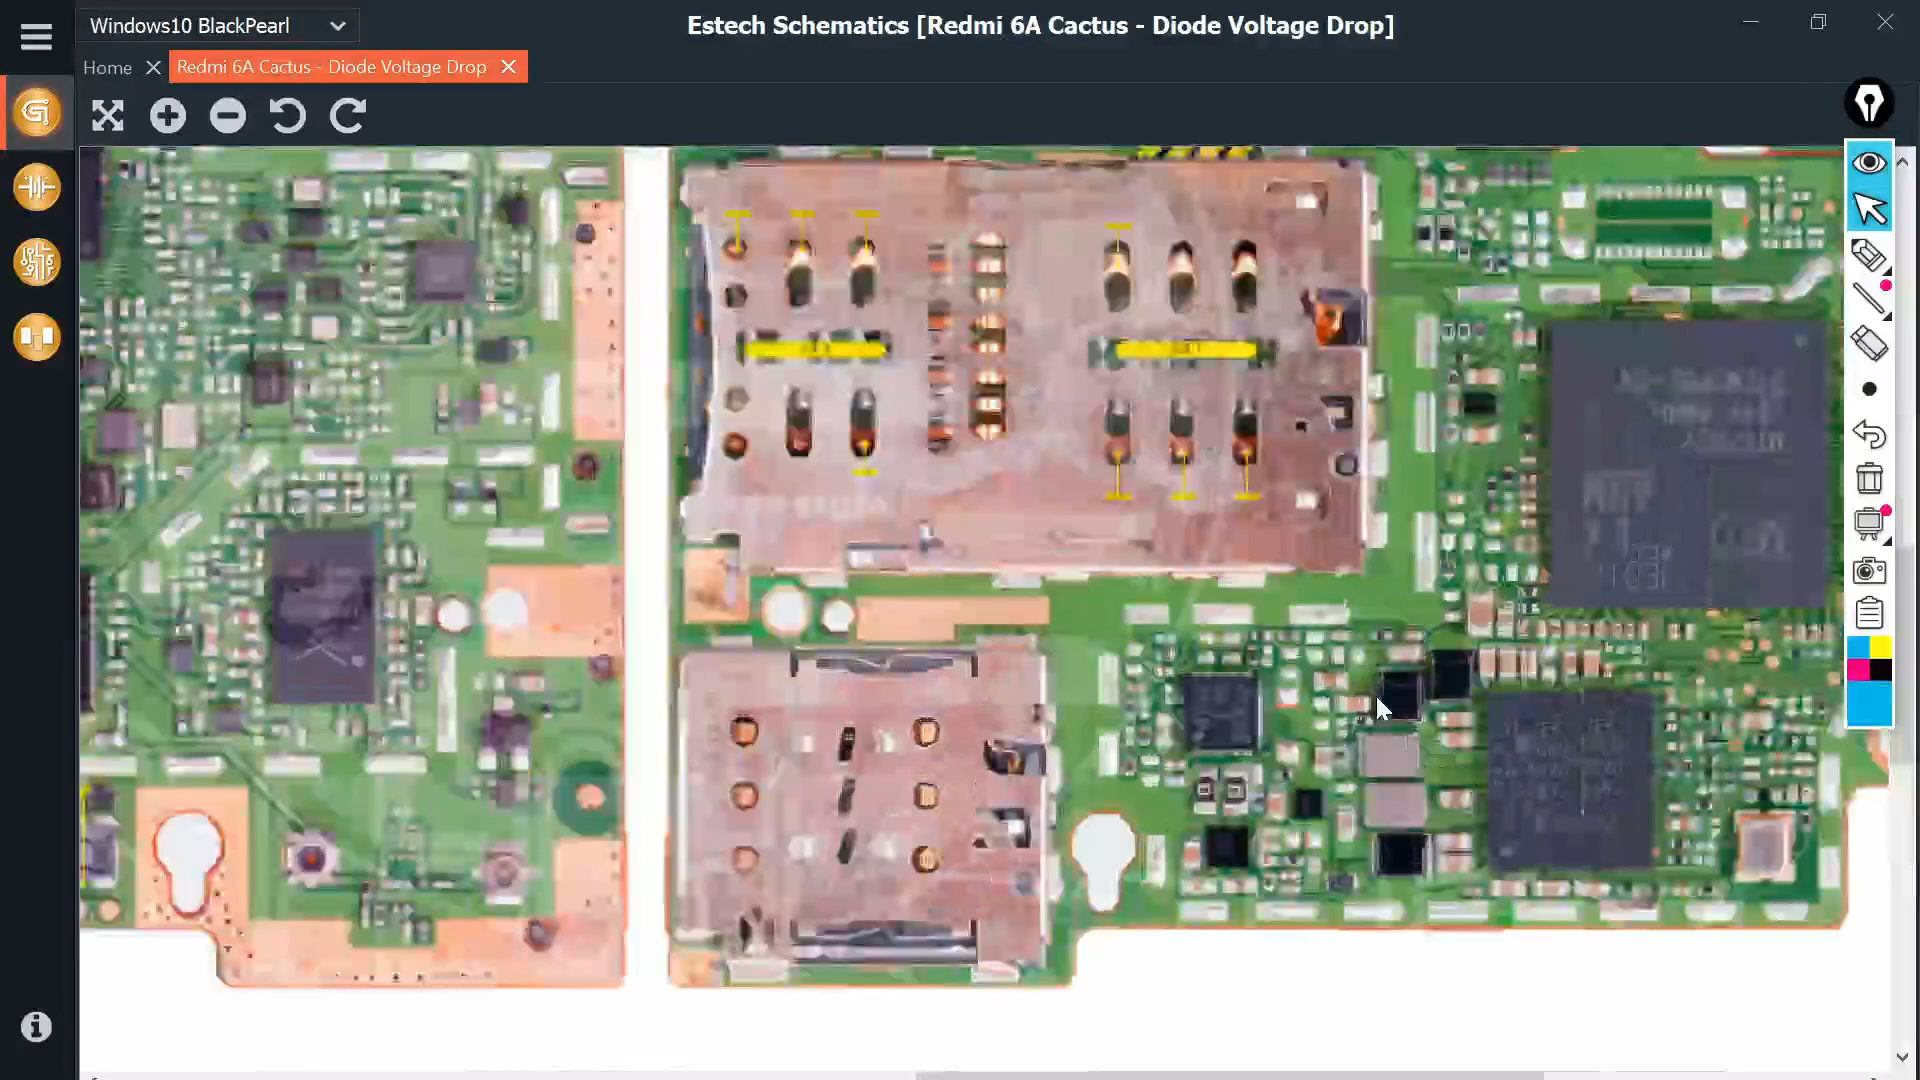 Windows10 BlackPearl
Estech Schematics [Redmi 6A Cactus - Diode Voltage Drop]
Home
Redmi 6A Cactus - Diode Voltage Drop